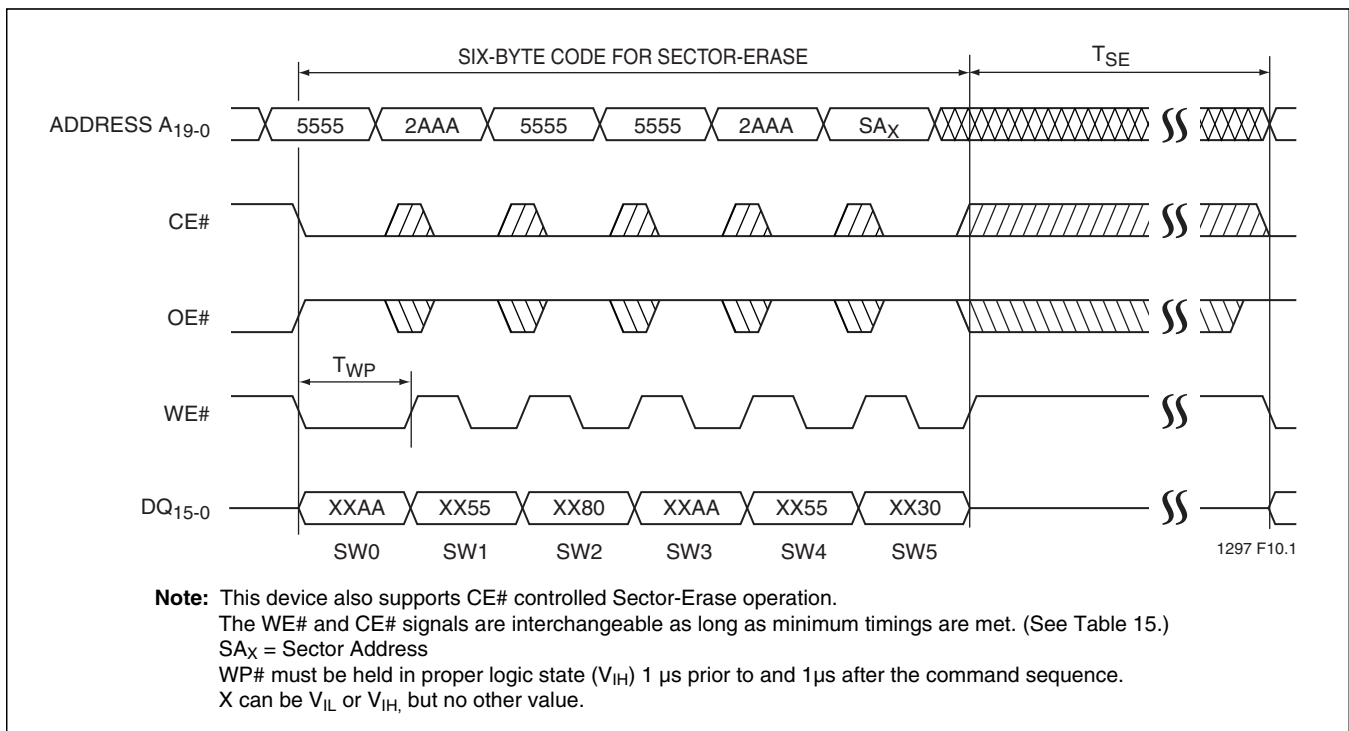 SIX-BYTE CODE FOR SECTOR-ERASE TSE
ADDRESS A19-0 5555 2AAA 5555 5555 2AAA SAX
CE#
OE#
TWP
WE#
DQ15-0 XXAA XX55 XX80 XXAA XX55 XX30
SW0 SW1 SW2 SW3 SW4 SW5 1297 F10.1
Note: This device also supports CE# controlled Sector-Erase operation.
The WE# and CE# signals are interchangeable as long as minimum timings are met. (See Table 15.)
SAX = Sector Address
WP# must be held in proper logic state (VIH) 1 µs prior to and 1µs after the command sequence.
X can be VIL or VIH, but no other value.